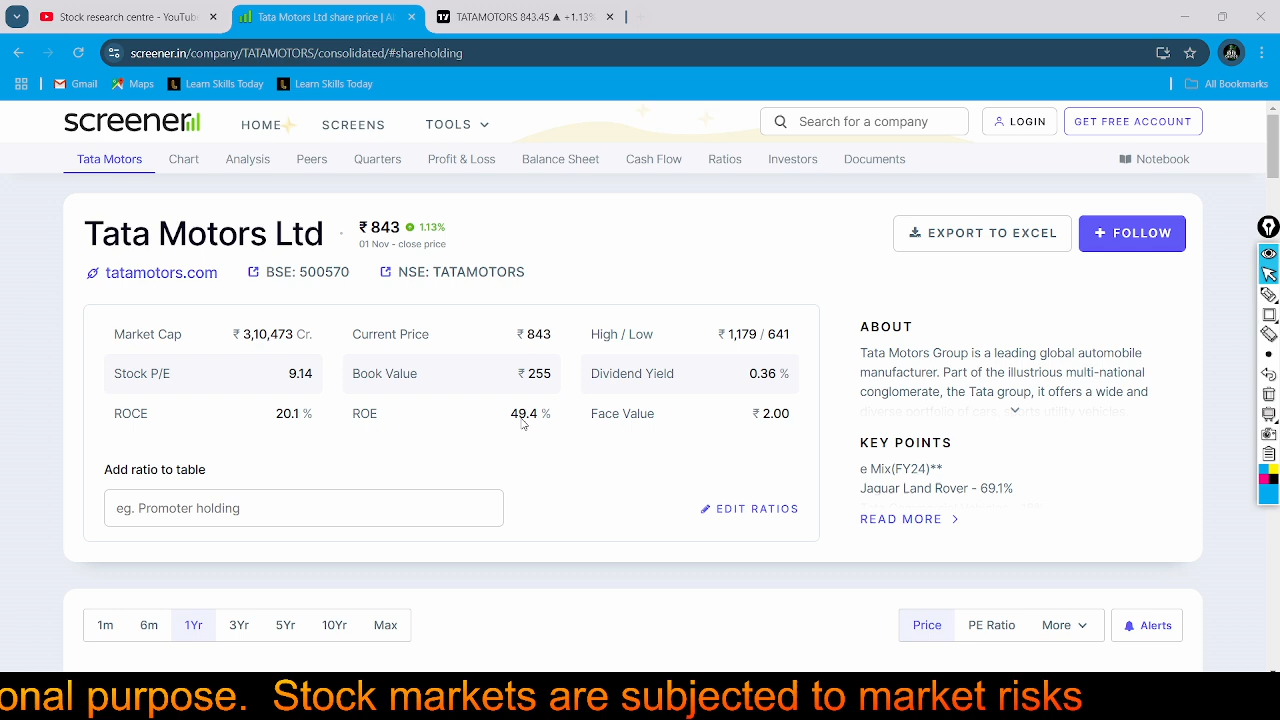 Stock research centre - YouTube
Tata Motors Ltd share price |
TATAMOTORS 843.45 ▲ +1.13%
screener.in/company/TATAMOTORS/consolidated/#shareholding
Gmail
Maps
Learn Skills Today
Learn Skills Today
All Bookmarks
screener
HOME
SCREENS
TOOLS
Search for a company
LOGIN
GET FREE ACCOUNT
Tata Motors
Chart
Analysis
Peers
Quarters
Profit & Loss
Balance Sheet
Cash Flow
Ratios
Investors
Documents
Notebook
Tata Motors Ltd
₹ 843 1.13%
01 Nov - close price
EXPORT TO EXCEL
+ FOLLOW
tatamotors.com
BSE: 500570
NSE: TATAMOTORS
Market Cap ₹ 3,10,473 Cr.
Current Price ₹ 843
High / Low ₹ 1,179 / 641
Stock P/E 9.14
Book Value ₹ 255
Dividend Yield 0.36 %
ROCE 20.1 %
ROE 49.4 %
Face Value ₹ 2.00
Add ratio to table
eg. Promoter holding
EDIT RATIOS
ABOUT
Tata Motors Group is a leading global automobile
manufacturer. Part of the illustrious multi-national
conglomerate, the Tata group, it offers a wide and
diverse portfolio of cars, sports utility vehicles,
KEY POINTS
e Mix(FY24)**
Jaguar Land Rover - 69.1%
READ MORE
1m
6m
1Yr
3Yr
5Yr
10Yr
Max
Price
PE Ratio
More
Alerts
onal purpose. Stock markets are subjected to market risks